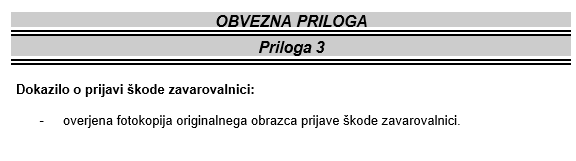 OBVEZNA PRILOGA
Priloga 3
Dokazilo o prijavi škode zavarovalnici:
- overjena fotokopija originalnega obrazca prijave škode zavarovalnici.